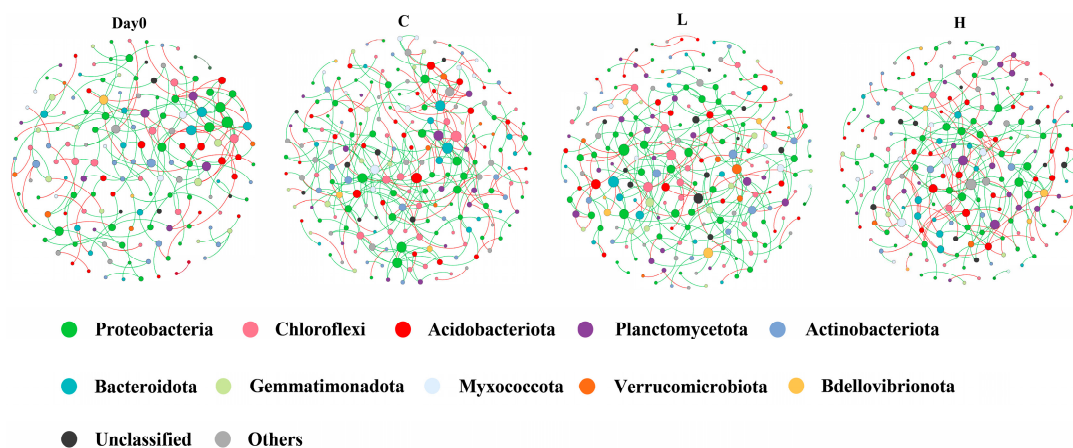 Day0 C L H
Proteobacteria Chloroflexi Acidobacteriota Planctomycetota Actinobacteriota
Bacteroidota Gemmatimonadota Myxococcota Verrucomicrobiota Bdellovibrionota
Unclassified Others